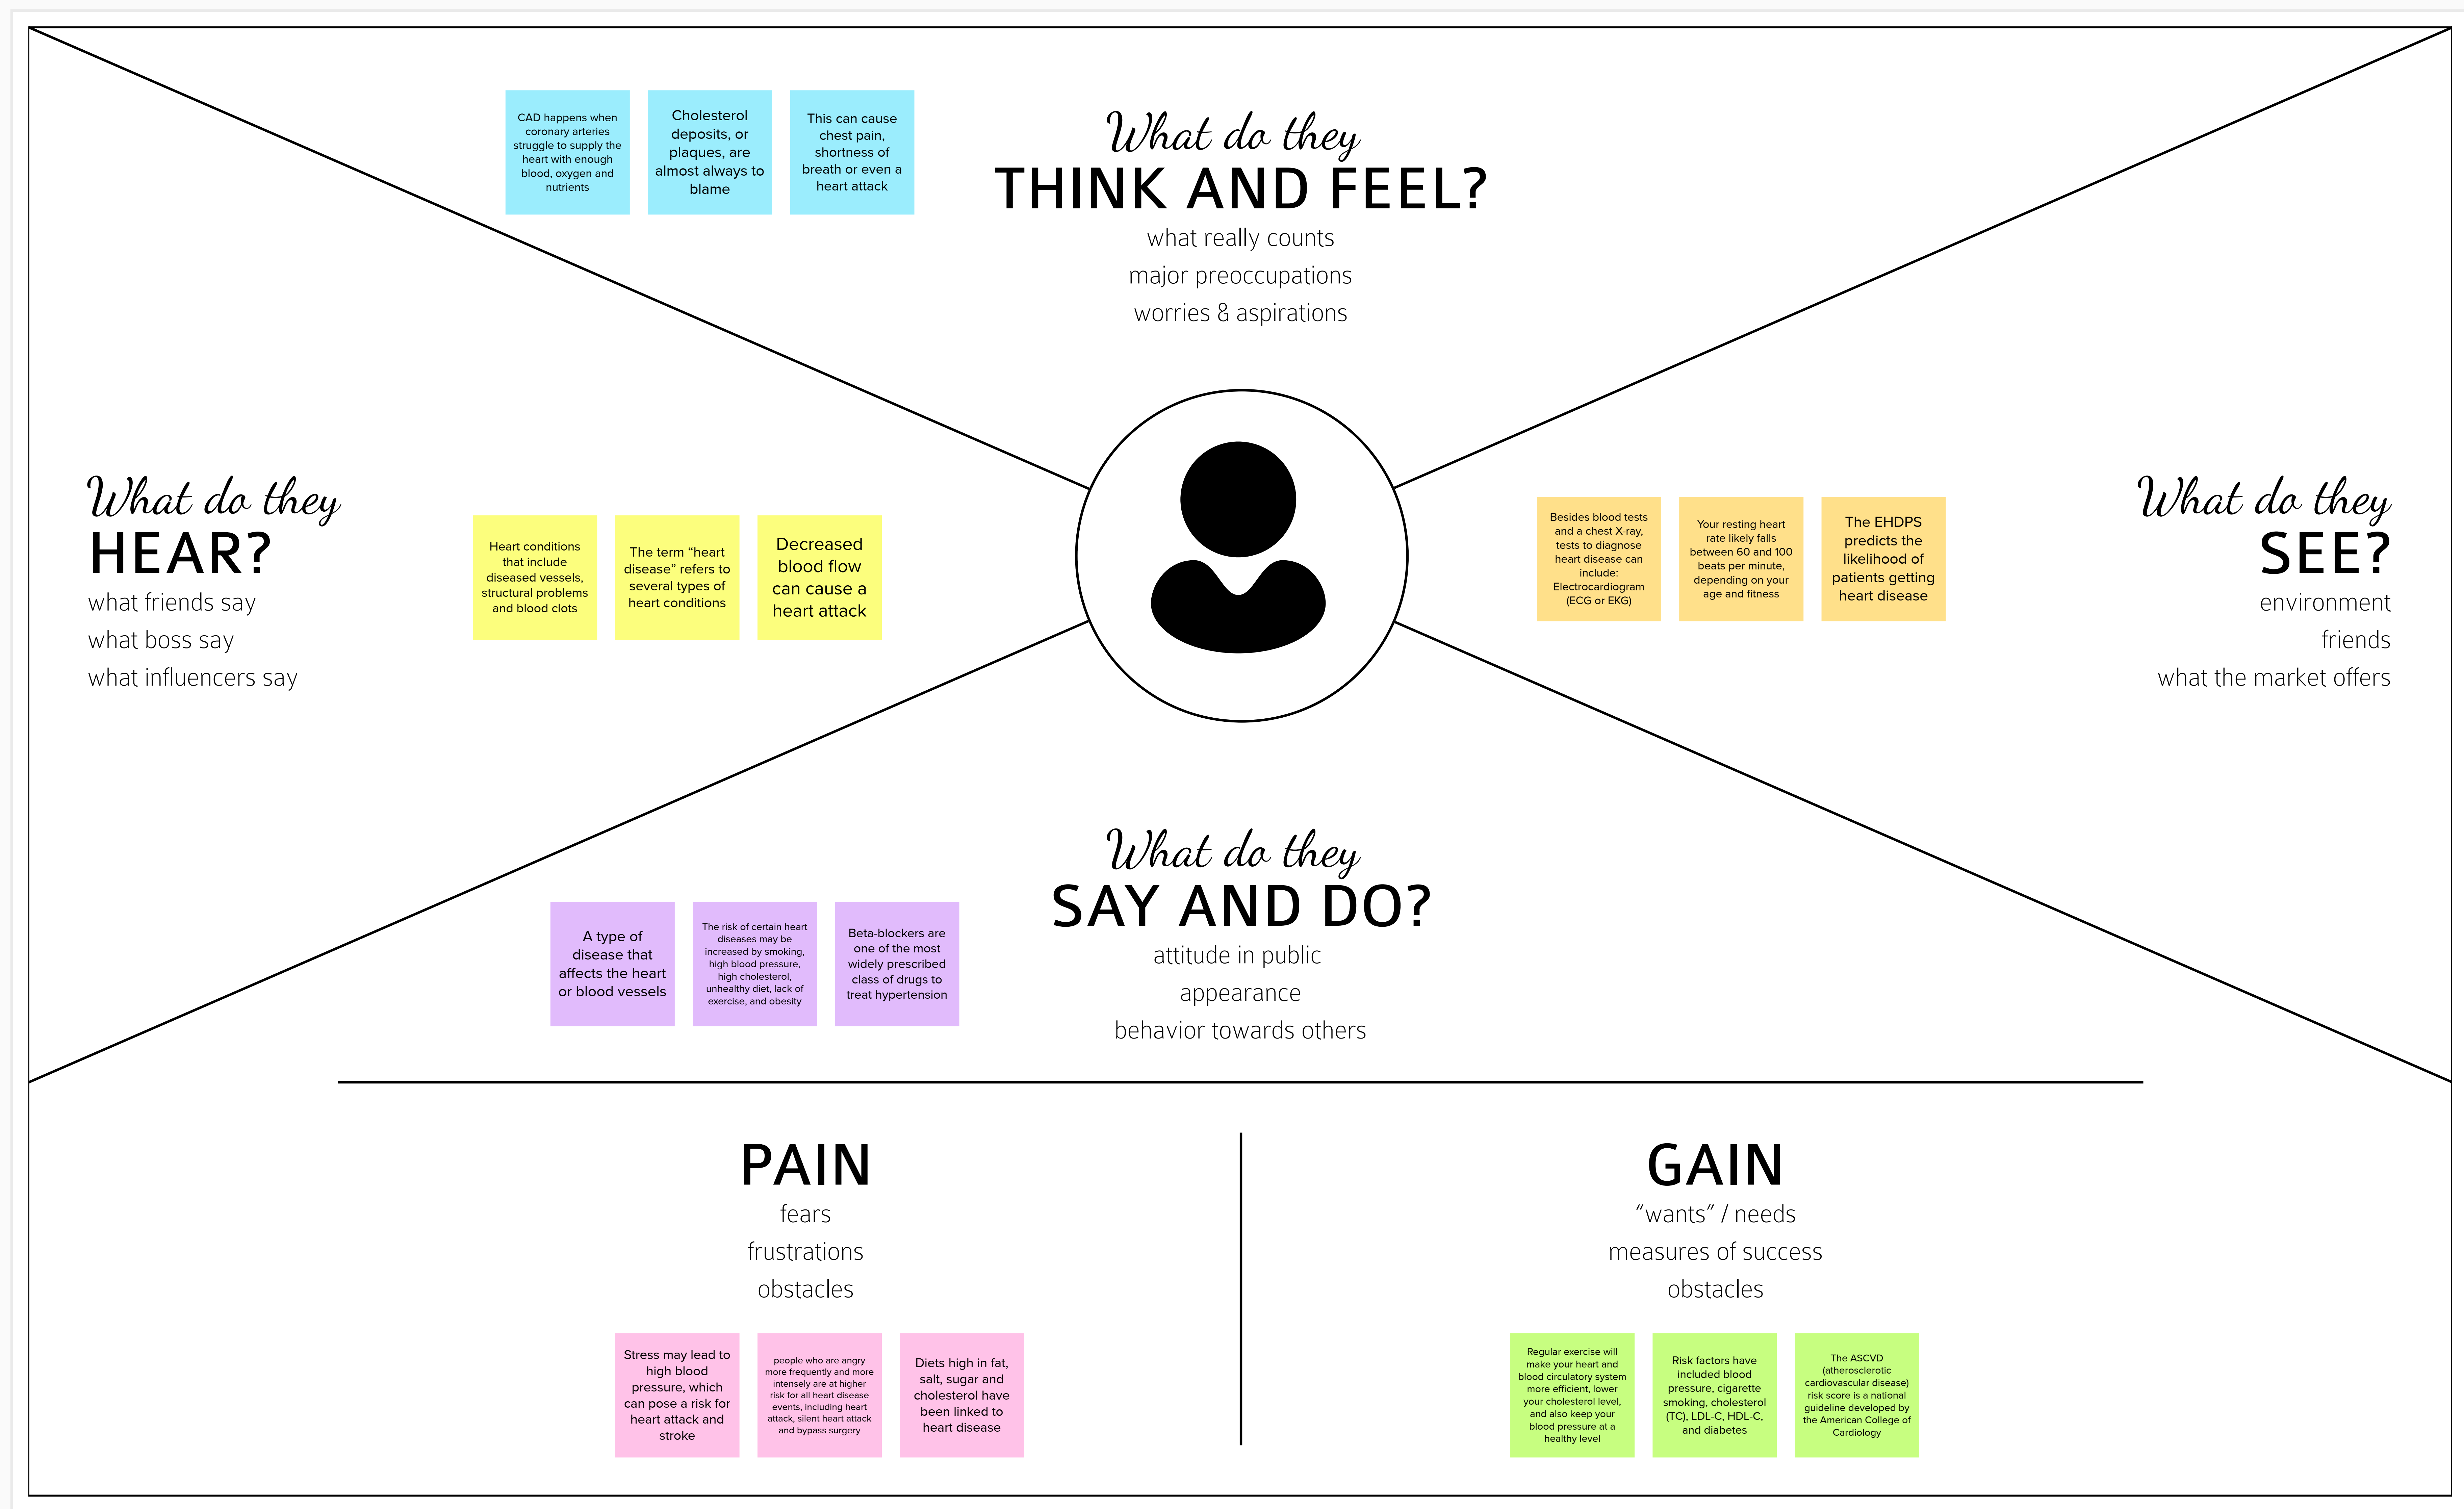 CAD happens when
coronary arteries
struggle to supply the
heart with enough
blood, oxygen and
nutrients
Cholesterol
deposits, or
plaques, are
almost always to
blame
This can cause
chest pain,
shortness of
breath or even a
heart attack
What do they
THINK AND FEEL?
what really counts
major preoccupations
worries & aspirations
What do they
HEAR?
what friends say
what boss say
what influencers say
Heart conditions
that include
diseased vessels,
structural problems
and blood clots
The term “heart
disease” refers to
several types of
heart conditions
Decreased
blood flow
can cause a
heart attack
Besides blood tests
and a chest X-ray,
tests to diagnose
heart disease can
include:
Electrocardiogram
(ECG or EKG)
Your resting heart
rate likely falls
between 60 and 100
beats per minute,
depending on your
age and fitness
The EHDPS
predicts the
likelihood of
patients getting
heart disease
What do they
SEE?
environment
friends
what the market offers
What do they
SAY AND DO?
attitude in public
appearance
behavior towards others
A type of
disease that
affects the heart
or blood vessels
The risk of certain heart
diseases may be
increased by smoking,
high blood pressure,
high cholesterol,
unhealthy diet, lack of
exercise, and obesity
Beta-blockers are
one of the most
widely prescribed
class of drugs to
treat hypertension
PAIN
fears
frustrations
obstacles
Stress may lead to
high blood
pressure, which
can pose a risk for
heart attack and
stroke
people who are angry
more frequently and more
intensely are at higher
risk for all heart disease
events, including heart
attack, silent heart attack
and bypass surgery
Diets high in fat,
salt, sugar and
cholesterol have
been linked to
heart disease
GAIN
“wants” / needs
measures of success
obstacles
Regular exercise will
make your heart and
blood circulatory system
more efficient, lower
your cholesterol level,
and also keep your
blood pressure at a
healthy level
Risk factors have
included blood
pressure, cigarette
smoking, cholesterol
(TC), LDL-C, HDL-C,
and diabetes
The ASCVD
(atherosclerotic
cardiovascular disease)
risk score is a national
guideline developed by
the American College of
Cardiology